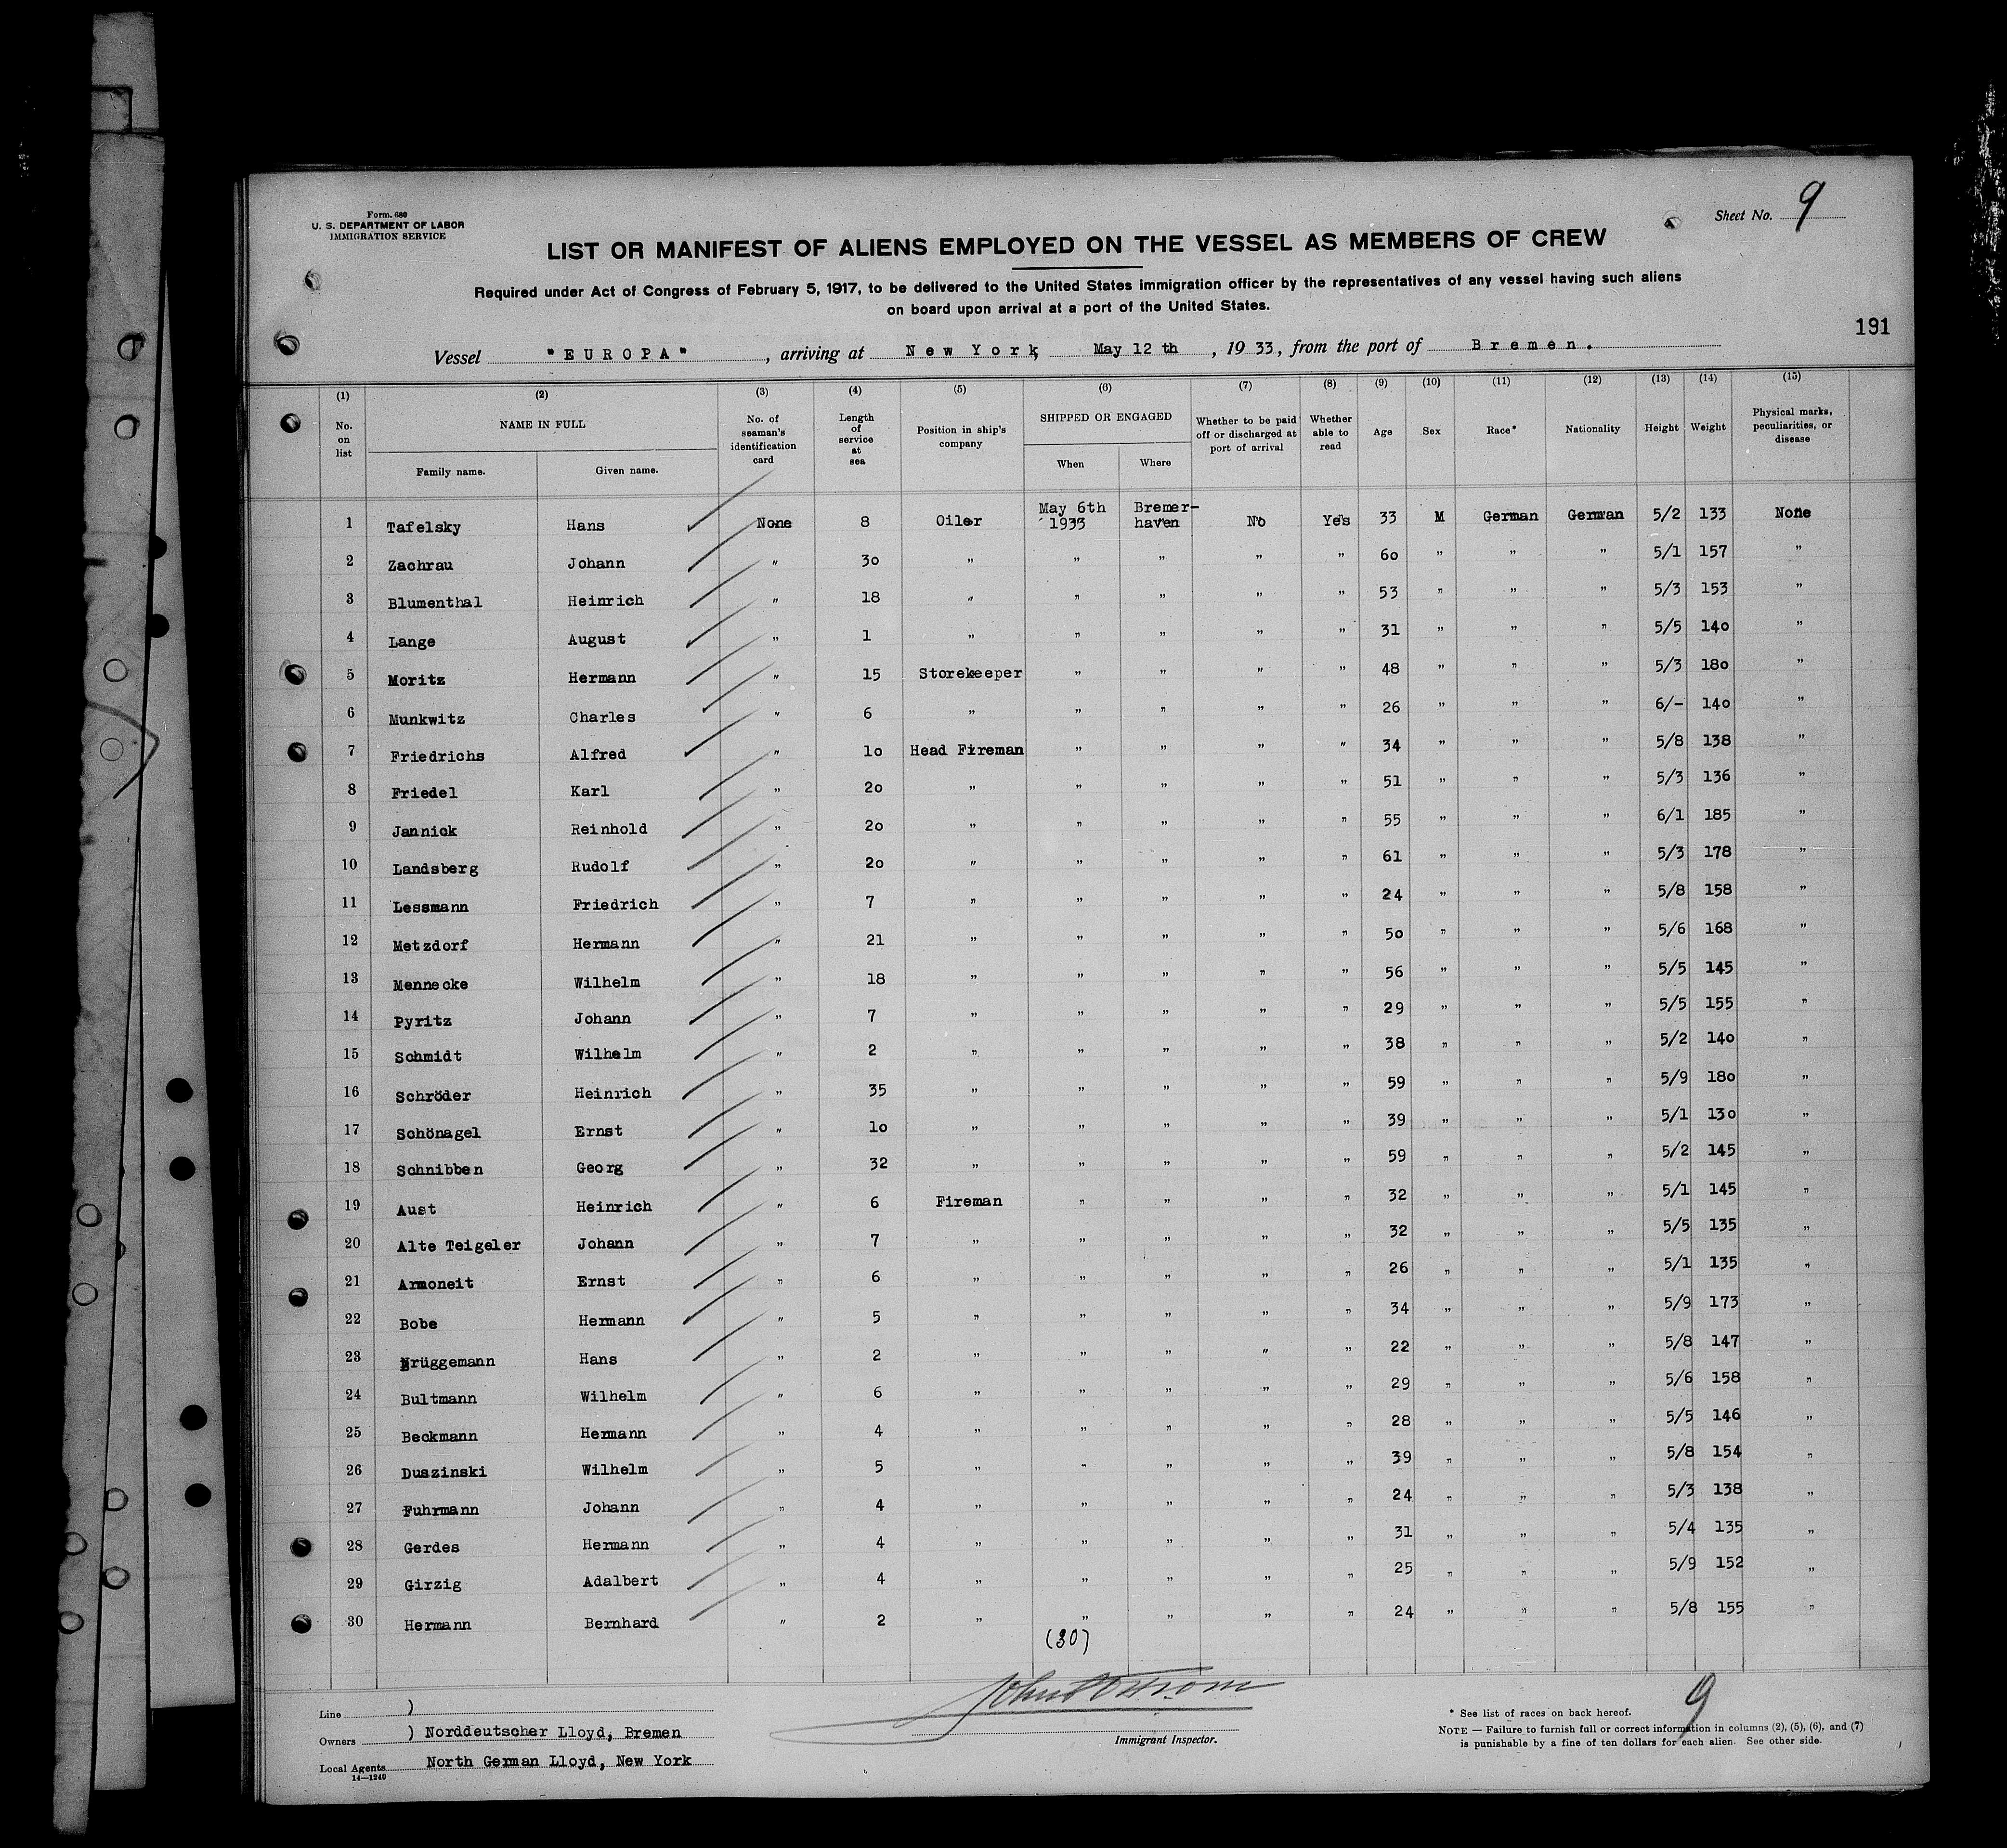 Form. 680
U. S. DEPARTMENT OF LABOR
IMMIGRATION SERVICE
Sheet No. 9
LIST OR MANIFEST OF ALIENS EMPLOYED ON THE VESSEL AS MEMBERS OF CREW
Required under Act of Congress of February 5, 1917, to be delivered to the United States immigration officer by the representatives of any vessel having such aliens
on board upon arrival at a port of the United States.
191
Vessel "EUROPA", arriving at New York, May 12 th, 1933, from the port of Bremen.
(1) (2) (3) (4) (5) (6) (7) (8) (9) (10) (11) (12) (13) (14) (15)
No. on list NAME IN FULL Family name. Given name. No. of seaman's identification card Length of service at sea Position in ship's company SHIPPED OR ENGAGED When Where Whether to be paid off or discharged at port of arrival Whether able to read Age Sex Race* Nationality Height Weight Physical marks, peculiarities, or disease
1 Tafelsky Hans None 8 Oiler May 6th 1933 Bremer-haven No Yes 33 M German German 5/2 133 None
2 Zachrau Johann " 30 " " " " " 60 " " " 5/1 157 "
3 Blumenthal Heinrich " 18 " " " " " 53 " " " 5/3 153 "
4 Lange August " 1 " " " " " 31 " " " 5/5 140 "
5 Moritz Hermann " 15 Storekeeper " " " " 48 " " " 5/3 180 "
6 Munkwitz Charles " 6 " " " " " 26 " " " 6/- 140 "
7 Friedrichs Alfred " 10 Head Fireman " " " " 34 " " " 5/8 138 "
8 Friedel Karl " 20 " " " " " 51 " " " 5/3 136 "
9 Jannick Reinhold " 20 " " " " " 55 " " " 6/1 185 "
10 Landsberg Rudolf " 20 " " " " " 61 " " " 5/3 178 "
11 Lessmann Friedrich " 7 " " " " " 24 " " " 5/8 158 "
12 Metzdorf Hermann " 21 " " " " " 50 " " " 5/6 168 "
13 Mennecke Wilhelm " 18 " " " " " 56 " " " 5/5 145 "
14 Pyritz Johann " 7 " " " " " 29 " " " 5/5 155 "
15 Schmidt Wilhelm " 2 " " " " " 38 " " " 5/2 140 "
16 Schröder Heinrich " 35 " " " " " 59 " " " 5/9 180 "
17 Schönagel Ernst " 10 " " " " " 39 " " " 5/1 130 "
18 Schnibben Georg " 32 " " " " " 59 " " " 5/2 145 "
19 Aust Heinrich " 6 Fireman " " " " 32 " " " 5/1 145 "
20 Alte Teigeler Johann " 7 " " " " " 32 " " " 5/5 135 "
21 Armoneit Ernst " 6 " " " " " 26 " " " 5/1 135 "
22 Bobe Hermann " 5 " " " " " 34 " " " 5/9 173 "
23 Brüggemann Hans " 2 " " " " " 22 " " " 5/8 147 "
24 Bultmann Wilhelm " 6 " " " " " 29 " " " 5/6 158 "
25 Beckmann Hermann " 4 " " " " " 28 " " " 5/5 146 "
26 Duszinski Wilhelm " 5 " " " " " 39 " " " 5/8 154 "
27 Fuhrmann Johann " 4 " " " " " 24 " " " 5/3 138 "
28 Gerdes Hermann " 4 " " " " " 31 " " " 5/4 135 "
29 Girzig Adalbert " 4 " " " " " 25 " " " 5/9 152 "
30 Hermann Bernhard " 2 " " " " " 24 " " " 5/8 155 "
(30)
Line )
Owners ) Norddeutscher Lloyd, Bremen
Local Agents North German Lloyd, New York
14—1240
Immigrant Inspector.
9
* See list of races on back hereof.
NOTE — Failure to furnish full or correct information in columns (2), (5), (6), and (7)
is punishable by a fine of ten dollars for each alien. See other side.